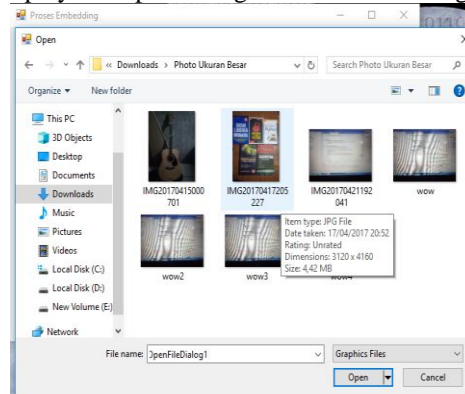 Proses Embedding
Open
« Downloads > Photo Ukuran Besar
Search Photo Ukuran Besar
Organize
New folder
This PC
3D Objects
Desktop
Documents
Downloads
Music
Pictures
Videos
Local Disk (C:)
Local Disk (D:)
New Volume (E:)
Network
IMG20170415000
701
IMG20170417205
227
IMG20170421192
041
wow
wow2
wow3
wow4
Item type: JPG File
Date taken: 17/04/2017 20:52
Rating: Unrated
Dimensions: 3120 x 4160
Size: 4,42 MB
File name:
OpenFileDialog1
Graphics Files
Open
Cancel